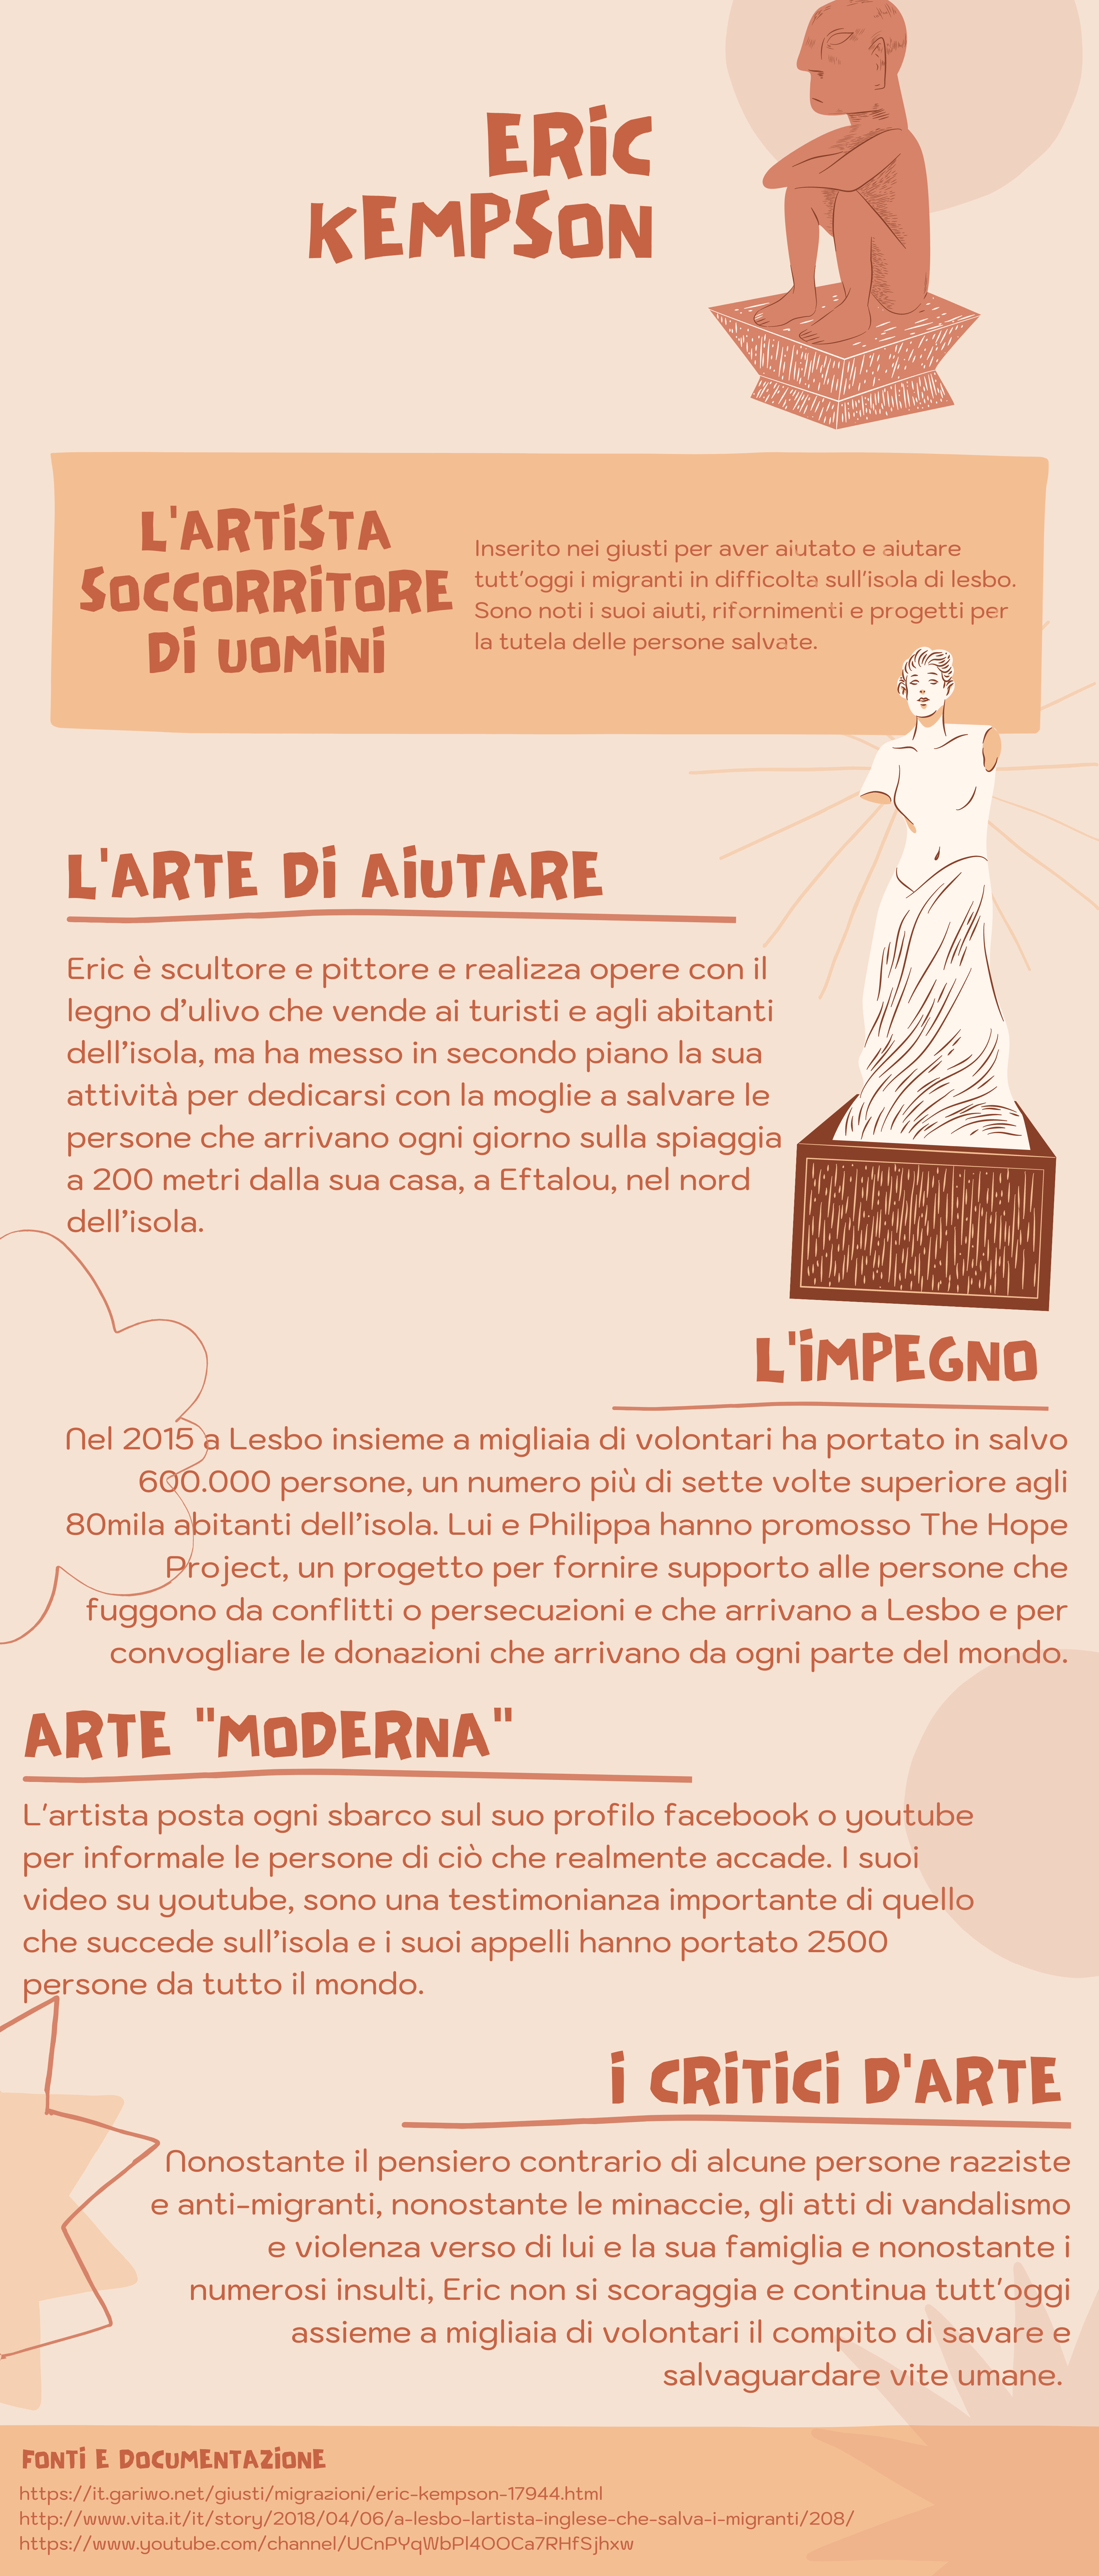 ERIC
KEMPSON
L'ARTISTA
SOCCORRITORE
DI UOMINI
Inserito nei giusti per aver aiutato e aiutare
tutt'oggi i migranti in difficolta sull'isola di lesbo.
Sono noti i suoi aiuti, rifornimenti e progetti per
la tutela delle persone salvate.
L'ARTE DI AIUTARE
Eric è scultore e pittore e realizza opere con il
legno d’ulivo che vende ai turisti e agli abitanti
dell’isola, ma ha messo in secondo piano la sua
attività per dedicarsi con la moglie a salvare le
persone che arrivano ogni giorno sulla spiaggia
a 200 metri dalla sua casa, a Eftalou, nel nord
dell’isola.
L'IMPEGNO
Nel 2015 a Lesbo insieme a migliaia di volontari ha portato in salvo
600.000 persone, un numero più di sette volte superiore agli
80mila abitanti dell’isola. Lui e Philippa hanno promosso The Hope
Project, un progetto per fornire supporto alle persone che
fuggono da conflitti o persecuzioni e che arrivano a Lesbo e per
convogliare le donazioni che arrivano da ogni parte del mondo.
ARTE "MODERNA"
L'artista posta ogni sbarco sul suo profilo facebook o youtube
per informale le persone di ciò che realmente accade. I suoi
video su youtube, sono una testimonianza importante di quello
che succede sull’isola e i suoi appelli hanno portato 2500
persone da tutto il mondo.
I CRITICI D'ARTE
Nonostante il pensiero contrario di alcune persone razziste
e anti-migranti, nonostante le minaccie, gli atti di vandalismo
e violenza verso di lui e la sua famiglia e nonostante i
numerosi insulti, Eric non si scoraggia e continua tutt'oggi
assieme a migliaia di volontari il compito di savare e
salvaguardare vite umane.
FONTI E DOCUMENTAZIONE
https://it.gariwo.net/giusti/migrazioni/eric-kempson-17944.html
http://www.vita.it/it/story/2018/04/06/a-lesbo-lartista-inglese-che-salva-i-migranti/208/
https://www.youtube.com/channel/UCnPYqWbPl4OOCa7RHfSjhxw